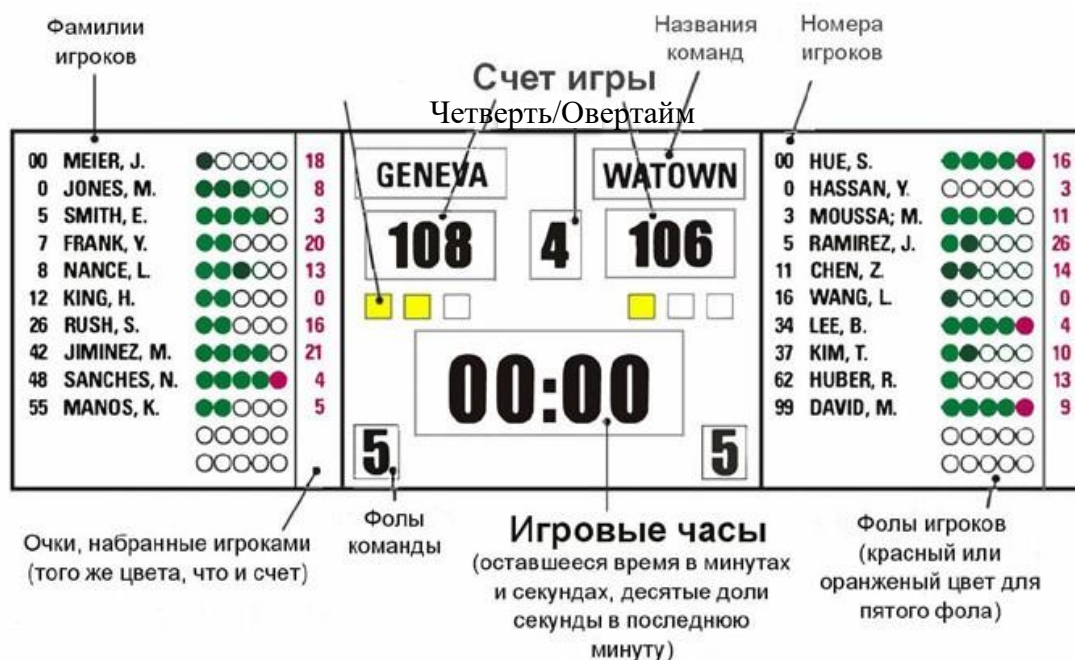 Фамилии
игроков
Названия
команд
Номера
игроков
Счет игры
Четверть/Овертайм
00 MEIER, J. 18
0 JONES, M. 8
5 SMITH, E. 3
7 FRANK, Y. 20
8 NANCE, L. 13
12 KING, H. 0
26 RUSH, S. 16
42 JIMINEZ, M. 21
48 SANCHES, N. 4
55 MANOS, K. 5
GENEVA
WATOWN
108
4
106
00:00
5
5
00 HUE, S. 16
0 HASSAN, Y. 3
3 MOUSSA; M. 11
5 RAMIREZ, J. 26
11 CHEN, Z. 14
16 WANG, L. 0
34 LEE, B. 4
37 KIM, T. 10
62 HUBER, R. 13
99 DAVID, M. 9
Очки, набранные игроками
(того же цвета, что и счет)
Фолы
команды
Игровые часы
(оставшееся время в минутах
и секундах, десятые доли
секунды в последнюю
минуту)
Фолы игроков
(красный или
оранженый цвет для
пятого фола)